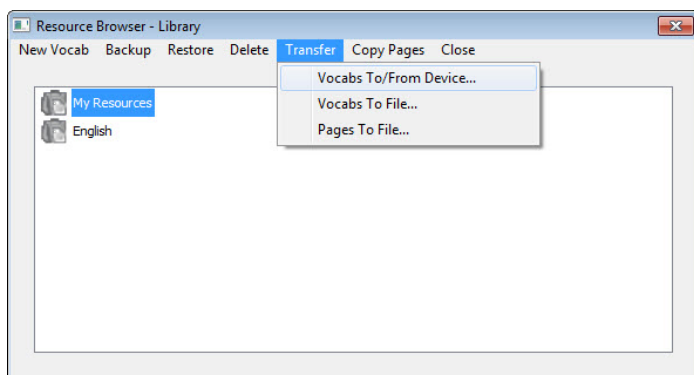 Resource Browser - Library
New Vocab Backup Restore Delete Transfer Copy Pages Close
Vocabs To/From Device...
Vocabs To File...
Pages To File...
My Resources
English